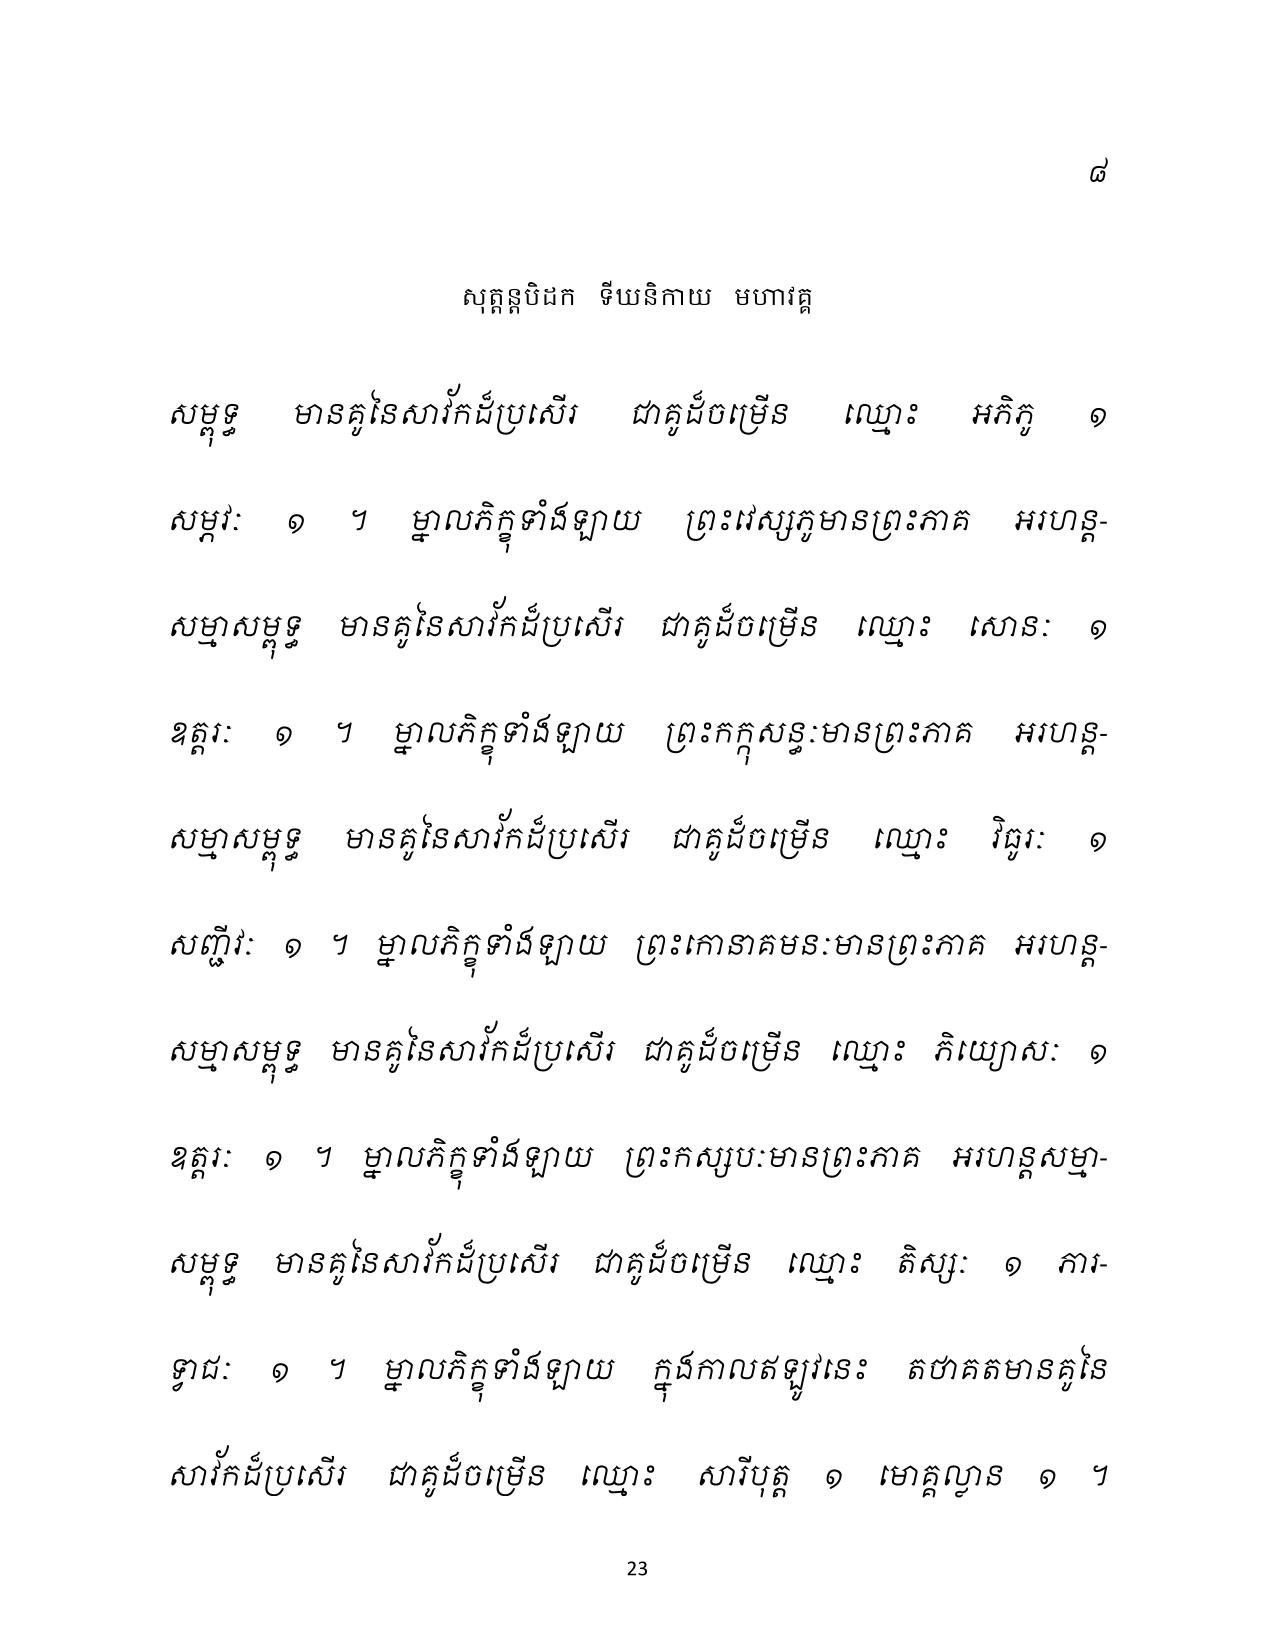 ៨
សុត្តន្តបិដក ទីឃនិកាយ មហាវគ្គ
សម្ពុទ្ធ មានគូនៃសាវ័កដ៏ប្រសើរ ជាគូដ៏ចម្រើន ឈ្មោះ អភិភូ ១
សម្ភវៈ ១ ។ ម្នាលភិក្ខុទាំងឡាយ ព្រះវេស្សភូមានព្រះភាគ អរហន្ត-
សម្មាសម្ពុទ្ធ មានគូនៃសាវ័កដ៏ប្រសើរ ជាគូដ៏ចម្រើន ឈ្មោះ សោនៈ ១
ឧត្តរៈ ១ ។ ម្នាលភិក្ខុទាំងឡាយ ព្រះកក្កុសន្ធៈមានព្រះភាគ អរហន្ត-
សម្មាសម្ពុទ្ធ មានគូនៃសាវ័កដ៏ប្រសើរ ជាគូដ៏ចម្រើន ឈ្មោះ វិធូរៈ ១
សញ្ជីវៈ ១ ។ ម្នាលភិក្ខុទាំងឡាយ ព្រះកោនាគមនៈមានព្រះភាគ អរហន្ត-
សម្មាសម្ពុទ្ធ មានគូនៃសាវ័កដ៏ប្រសើរ ជាគូដ៏ចម្រើន ឈ្មោះ ភិយ្យោសៈ ១
ឧត្តរៈ ១ ។ ម្នាលភិក្ខុទាំងឡាយ ព្រះកស្សបៈមានព្រះភាគ អរហន្តសម្មា-
សម្ពុទ្ធ មានគូនៃសាវ័កដ៏ប្រសើរ ជាគូដ៏ចម្រើន ឈ្មោះ តិស្សៈ ១ ភារ-
ទ្វាជៈ ១ ។ ម្នាលភិក្ខុទាំងឡាយ ក្នុងកាលឥឡូវនេះ តថាគតមានគូនៃ
សាវ័កដ៏ប្រសើរ ជាគូដ៏ចម្រើន ឈ្មោះ សារីបុត្ត ១ មោគ្គល្លាន ១ ។
23